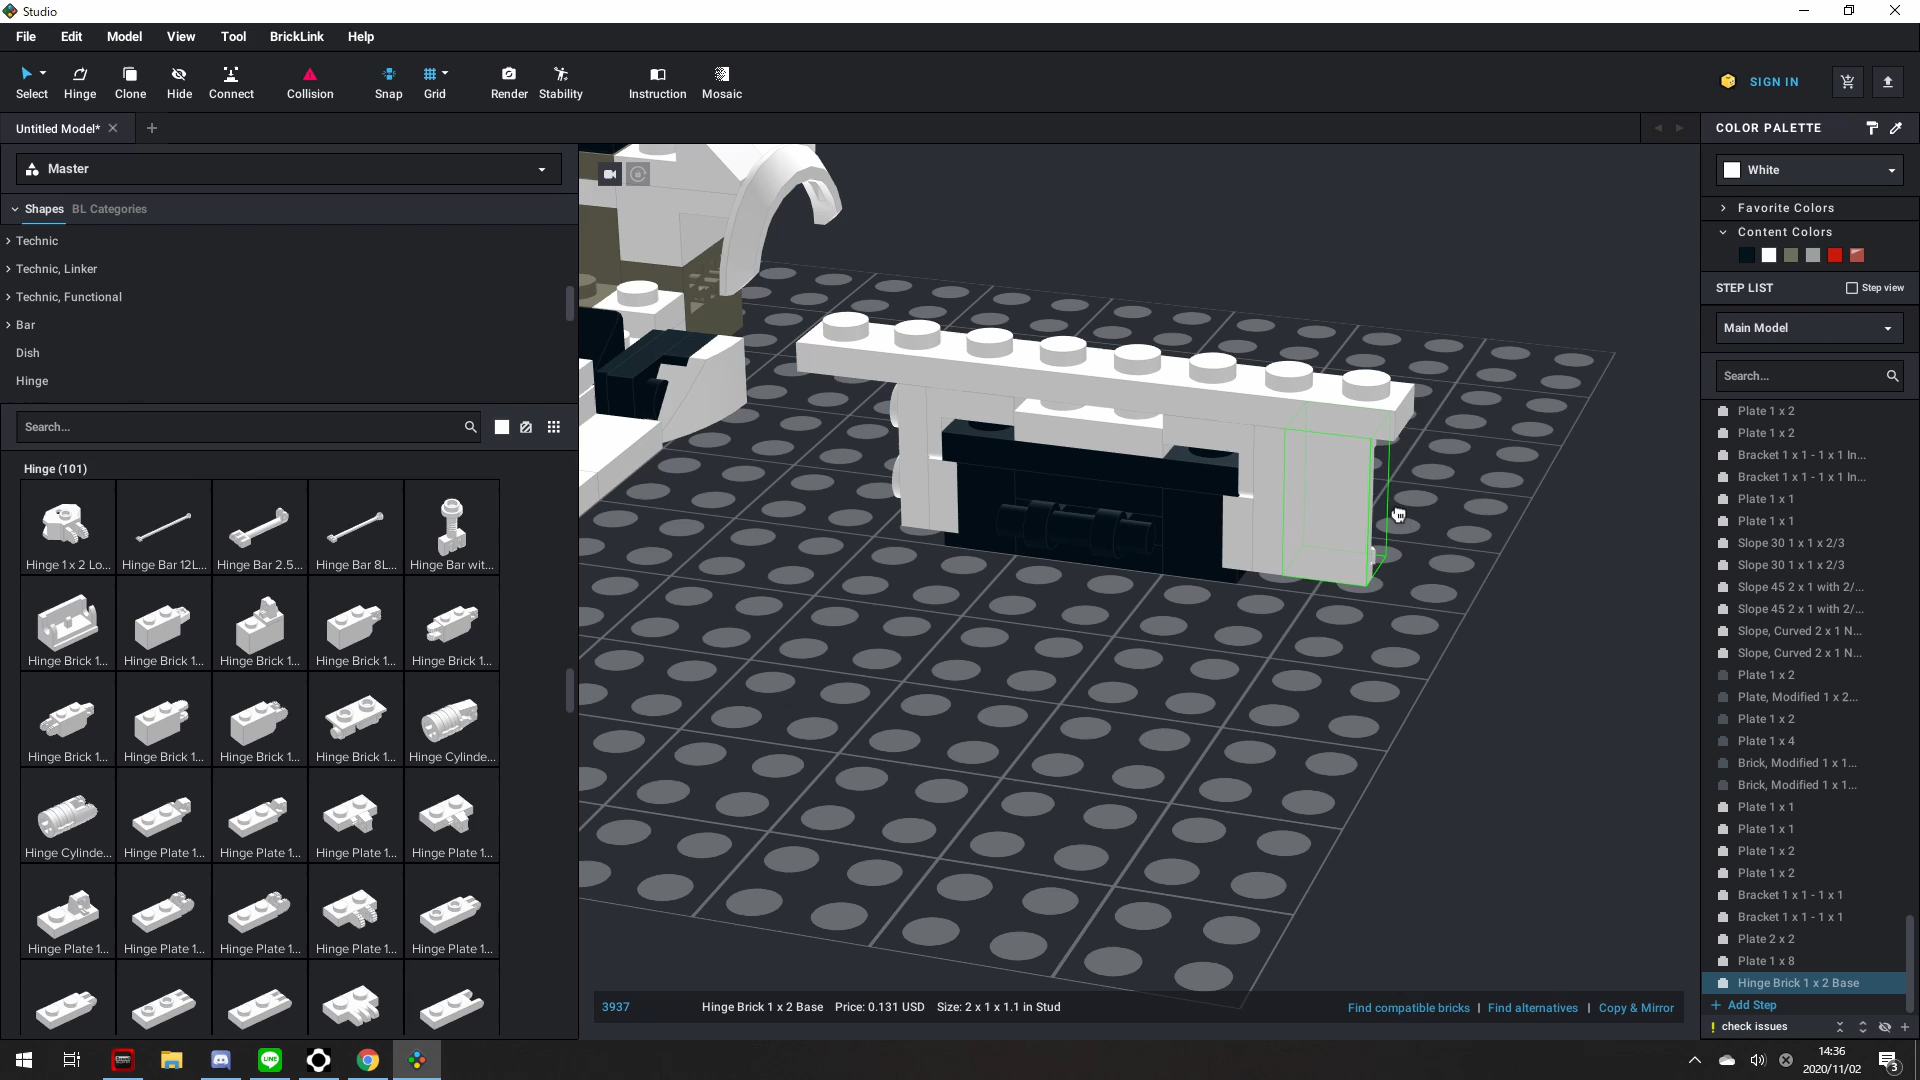 Studio
File Edit Model View Tool BrickLink Help
Select Hinge Clone Hide Connect Collision Snap Grid Render Stability Instruction Mosaic
SIGN IN
Untitled Model*
Master
Shapes BL Categories
Technic
Technic, Linker
Technic, Functional
Bar
Dish
Hinge
Search...
Hinge (101)
Hinge 1 x 2 Lo... Hinge Bar 12L... Hinge Bar 2.5... Hinge Bar 8L... Hinge Bar wit...
Hinge Brick 1... Hinge Brick 1... Hinge Brick 1... Hinge Brick 1... Hinge Brick 1...
Hinge Brick 1... Hinge Brick 1... Hinge Brick 1... Hinge Brick 1... Hinge Cylinde...
Hinge Cylinde... Hinge Plate 1... Hinge Plate 1... Hinge Plate 1... Hinge Plate 1...
Hinge Plate 1... Hinge Plate 1... Hinge Plate 1... Hinge Plate 1... Hinge Plate 1...
3937 Hinge Brick 1 x 2 Base Price: 0.131 USD Size: 2 x 1 x 1.1 in Stud
Find compatible bricks | Find alternatives | Copy & Mirror
COLOR PALETTE
White
Favorite Colors
Content Colors
STEP LIST Step view
Main Model
Search...
Plate 1 x 2
Plate 1 x 2
Bracket 1 x 1 - 1 x 1 In...
Bracket 1 x 1 - 1 x 1 In...
Plate 1 x 1
Plate 1 x 1
Slope 30 1 x 1 x 2/3
Slope 30 1 x 1 x 2/3
Slope 45 2 x 1 with 2/...
Slope 45 2 x 1 with 2/...
Slope, Curved 2 x 1 N...
Slope, Curved 2 x 1 N...
Plate 1 x 2
Plate, Modified 1 x 2...
Plate 1 x 2
Plate 1 x 4
Brick, Modified 1 x 1...
Brick, Modified 1 x 1...
Plate 1 x 1
Plate 1 x 1
Plate 1 x 2
Plate 1 x 2
Bracket 1 x 1 - 1 x 1
Bracket 1 x 1 - 1 x 1
Plate 2 x 2
Plate 1 x 8
Hinge Brick 1 x 2 Base
+ Add Step
! check issues
LINE
14:36
2020/11/02
3